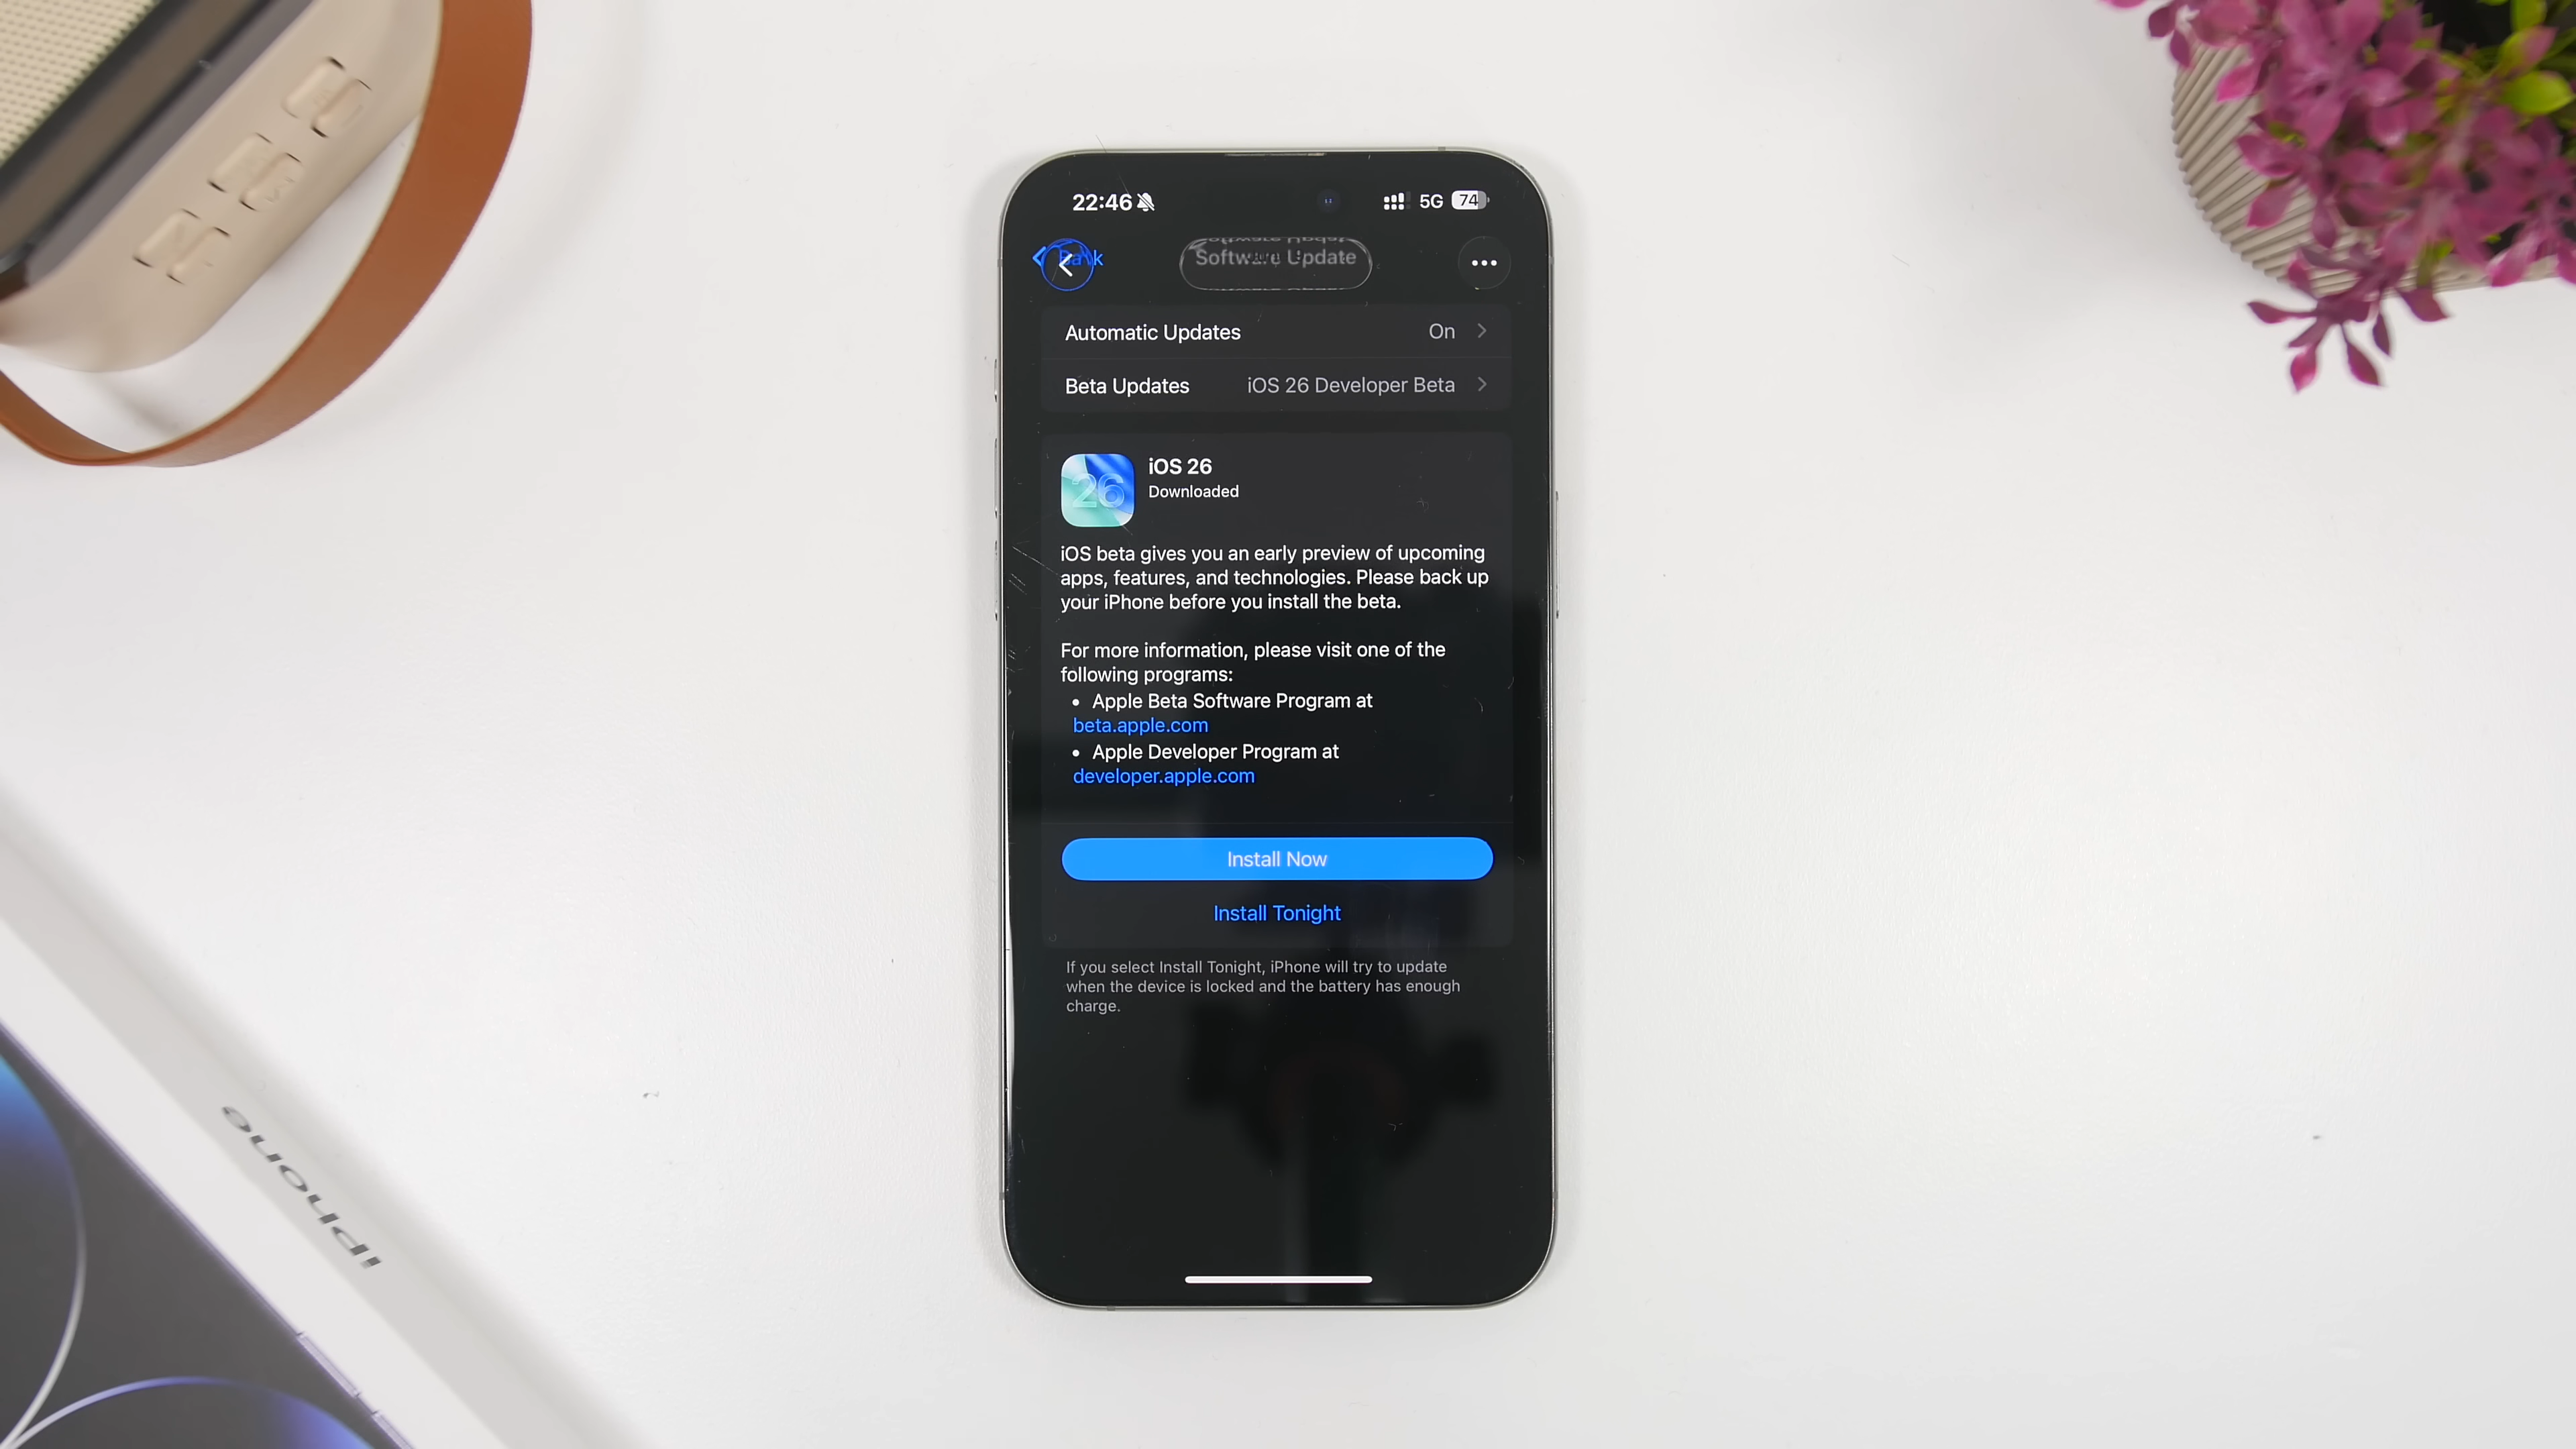 22:46 5G 74
Back Software Update
Automatic Updates On
Beta Updates iOS 26 Developer Beta
26
iOS 26
Downloaded
iOS beta gives you an early preview of upcoming
apps, features, and technologies. Please back up
your iPhone before you install the beta.
For more information, please visit one of the
following programs:
• Apple Beta Software Program at
beta.apple.com
• Apple Developer Program at
developer.apple.com
Install Now
Install Tonight
If you select Install Tonight, iPhone will try to update
when the device is locked and the battery has enough
charge.
iPhone